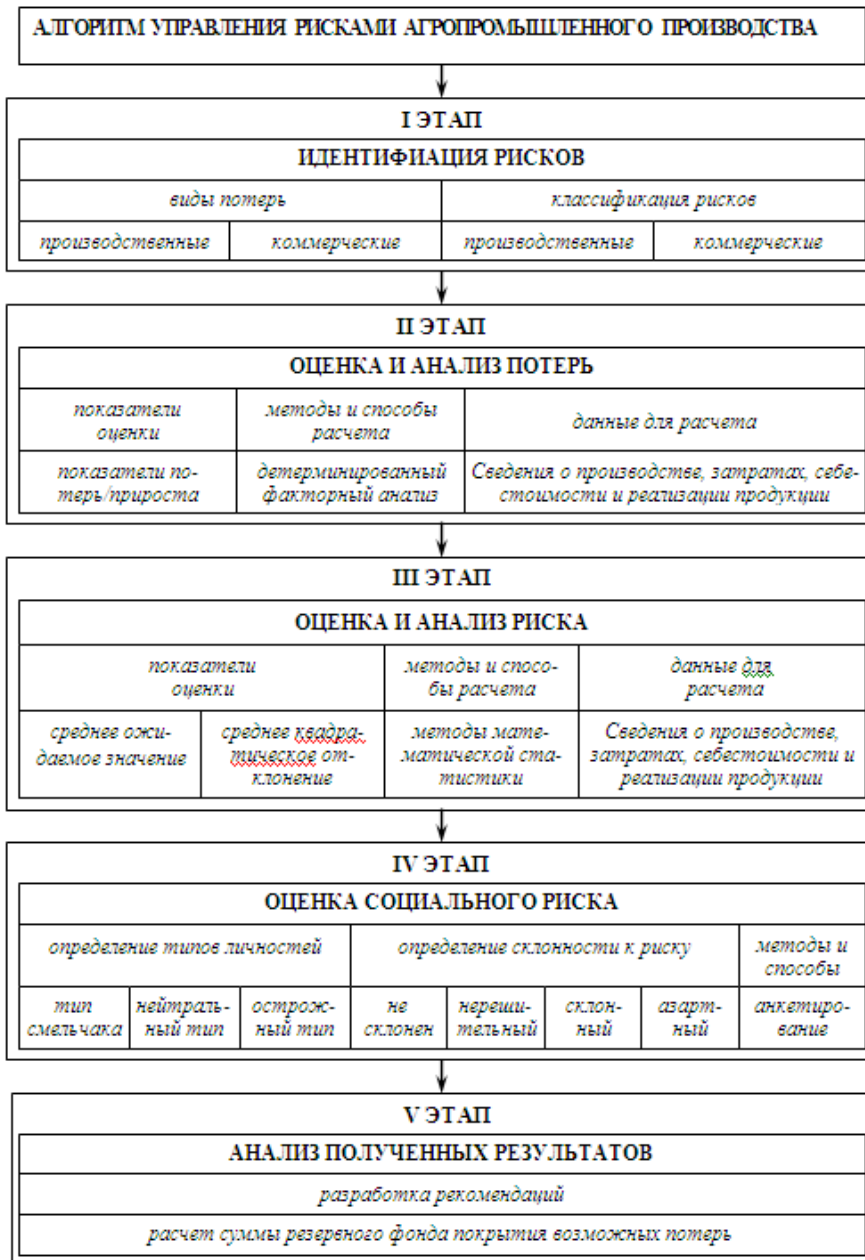 АЛГОРИТМ УПРАВЛЕНИЯ РИСКАМИ АГРОПРОМЫШЛЕННОГО ПРОИЗВОДСТВА
I ЭТАП
ИДЕНТИФИАЦИЯ РИСКОВ
виды потерь
классификация рисков
производственные
коммерческие
производственные
коммерческие
II ЭТАП
ОЦЕНКА И АНАЛИЗ ПОТЕРЬ
показатели
оценки
методы и способы
расчета
данные для расчета
показатели по-
терь/прироста
детерминированный
факторный анализ
Сведения о производстве, затратах, себе-
стоимости и реализации продукции
III ЭТАП
ОЦЕНКА И АНАЛИЗ РИСКА
показатели
оценки
методы и спосо-
бы расчета
данные для
расчета
среднее ожи-
даемое значение
среднее квадра-
тическое от-
клонение
методы мате-
матической ста-
тистики
Сведения о производстве,
затратах, себестоимости и
реализации продукции
IV ЭТАП
ОЦЕНКА СОЦИАЛЬНОГО РИСКА
определение типов личностей
определение склонности к риску
методы и
способы
тип
смельчака
нейтраль-
ный тип
острож-
ный тип
не
склонен
нереши-
тельный
склон-
ный
азарт-
ный
анкетиро-
вание
V ЭТАП
АНАЛИЗ ПОЛУЧЕННЫХ РЕЗУЛЬТАТОВ
разработка рекомендаций
расчет суммы резервного фонда покрытия возможных потерь